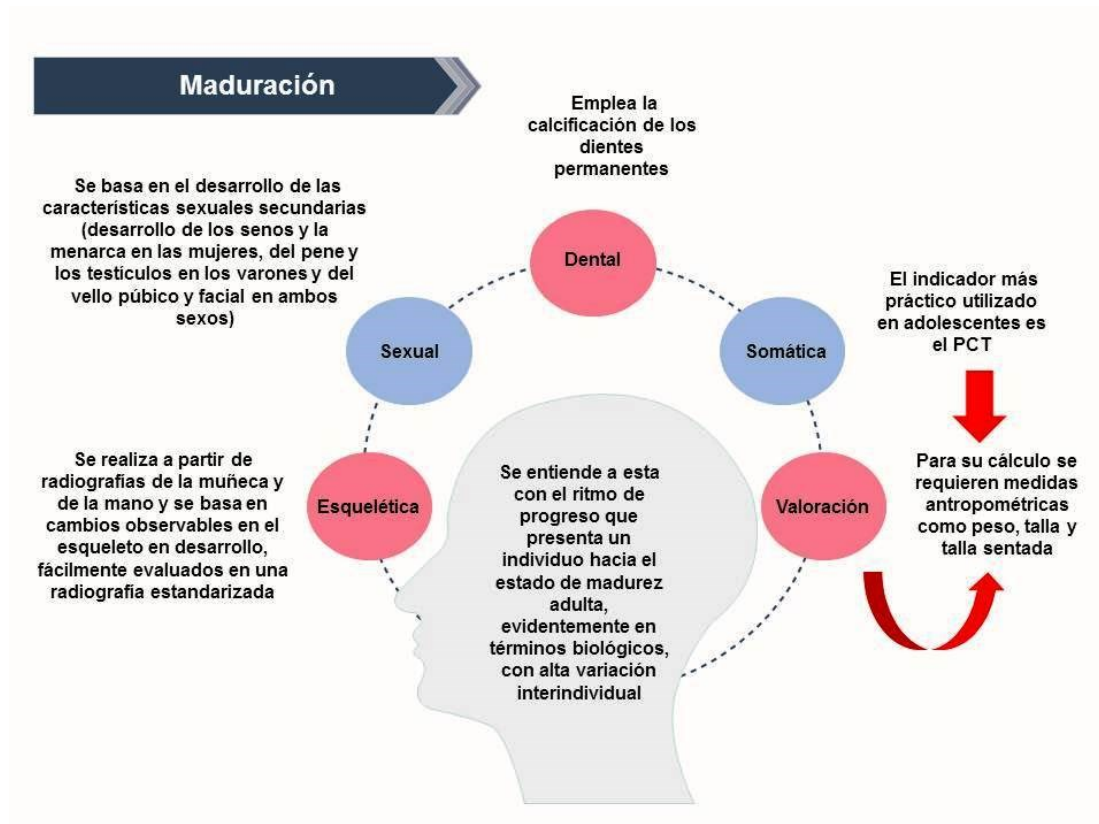 Maduración
Emplea la
calcificación de los
dientes
permanentes
Se basa en el desarrollo de las
características sexuales secundarias
(desarrollo de los senos y la
menarca en las mujeres, del pene y
los testículos en los varones y del
vello púbico y facial en ambos
sexos)
Dental
El indicador más
práctico utilizado
en adolescentes es
el PCT
Sexual
Somática
Se realiza a partir de
radiografías de la muñeca y
de la mano y se basa en
cambios observables en el
esqueleto en desarrollo,
fácilmente evaluados en una
radiografía estandarizada
Esquelética
Se entiende a esta
con el ritmo de
progreso que
presenta un
individuo hacia el
estado de madurez
adulta,
evidentemente en
términos biológicos,
con alta variación
interindividual
Valoración
Para su cálculo se
requieren medidas
antropométricas
como peso, talla y
talla sentada